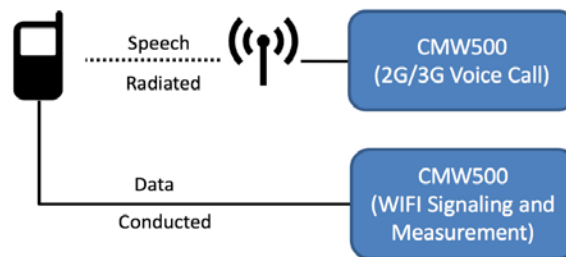 Speech
Radiated
CMW500
(2G/3G Voice Call)
Data
Conducted
CMW500
(WIFI Signaling and
Measurement)